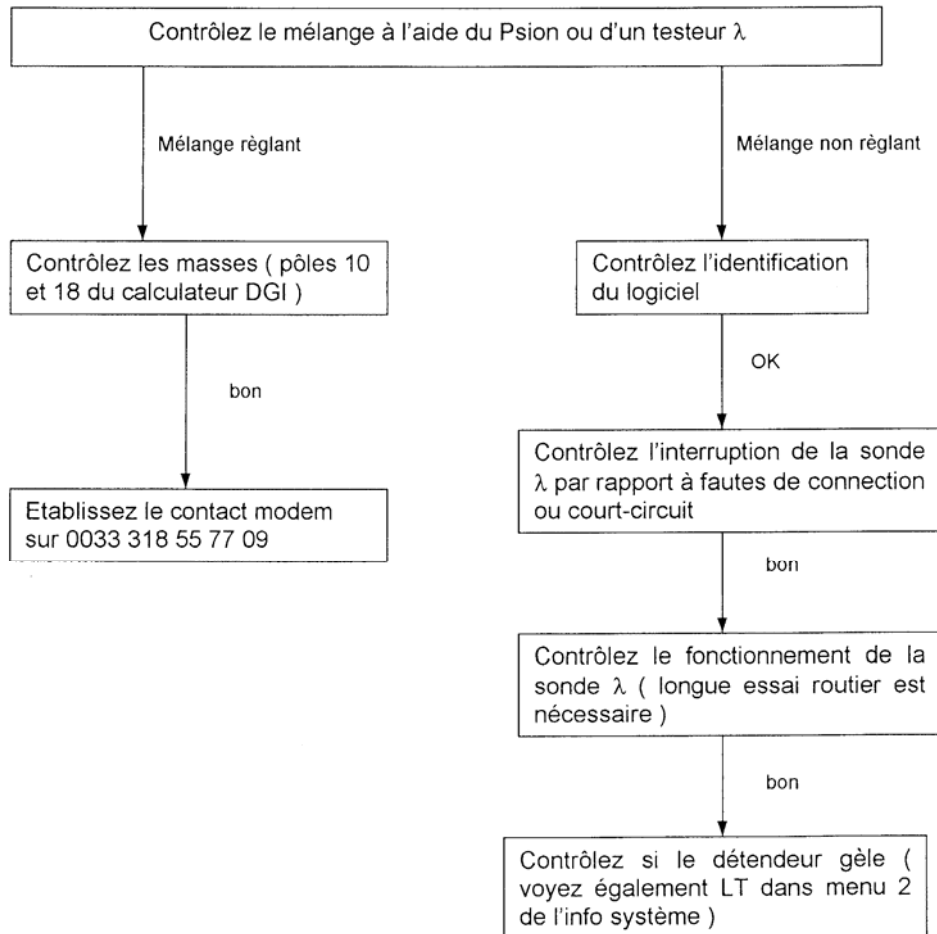 Contrôlez le mélange à l'aide du Psion ou d'un testeur λ
Mélange règlant
Mélange non règlant
Contrôlez les masses ( pôles 10
et 18 du calculateur DGI )
Contrôlez l'identification
du logiciel
bon
OK
Etablissez le contact modem
sur 0033 318 55 77 09
Contrôlez l'interruption de la sonde
λ par rapport à fautes de connection
ou court-circuit
bon
Contrôlez le fonctionnement de la
sonde λ ( longue essai routier est
nécessaire )
bon
Contrôlez si le détendeur gèle (
voyez également LT dans menu 2
de l'info système )